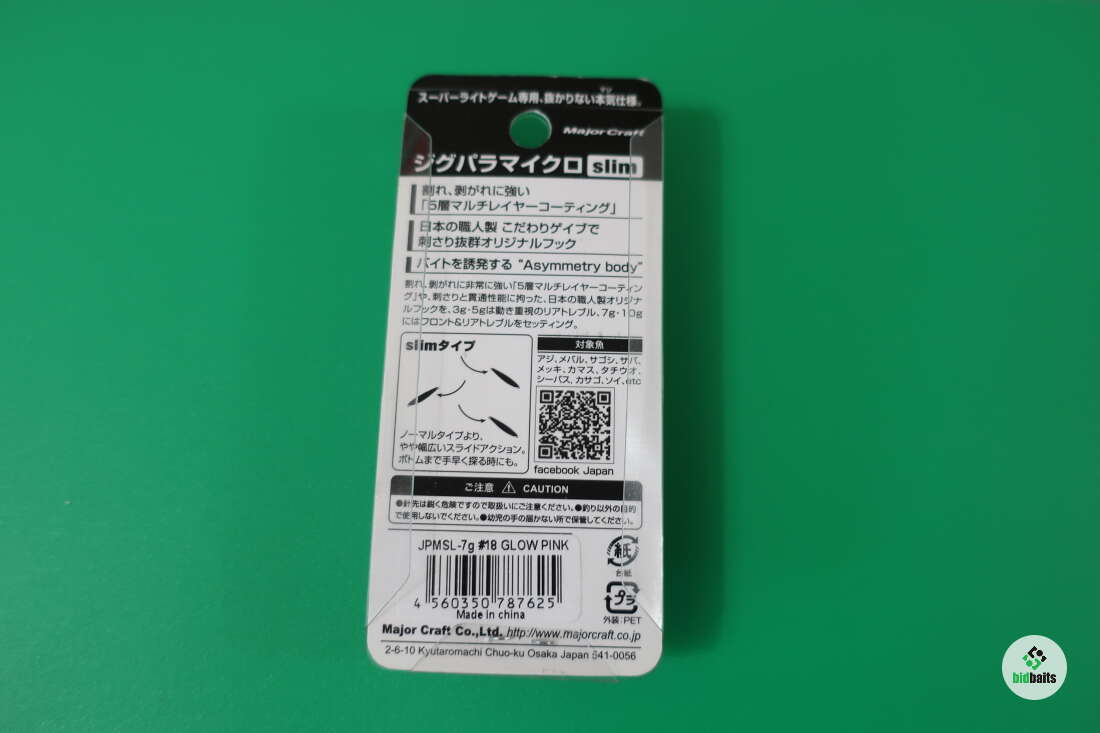 スーパーライトゲーム専用、抜かりない本気仕様。
マジ
Major Craft
ジグパラマイクロ slim
割れ、剥がれに強い
「5層マルチレイヤーコーティング」
日本の職人製 こだわりゲイブで
刺さり抜群オリジナルフック
バイトを誘発する "Asymmetry body"
割れ、剥がれに非常に強い「5層マルチレイヤーコーティン
グ」や、刺さりと貫通性能に拘った、日本の職人製オリジナ
ルフックを、3g・5gは動き重視のリアトレブル、7g・10g
にはフロント&リアトレブルをセッティング。
slimタイプ
ノーマルタイプより、
やや幅広いスライドアクション。
ボトムまで手早く探る時にも。
対象魚
アジ、メバル、サゴシ、サバ、
メッキ、カマス、タチウオ、
シーバス、カサゴ、ソイ、etc
facebook Japan
ご注意 CAUTION
●針先は鋭く危険ですので取扱いにご注意ください。●釣り以外の目的
で使用しないでください。●幼児の手の届かない所で保管してください。
JPMSL-7g #18 GLOW PINK
4 560350 787625
Made in china
紙
台紙
プラ
外装:PET
Major Craft Co.,Ltd. http://www.majorcraft.co.jp
2-6-10 Kyutaromachi Chuo-ku Osaka Japan 541-0056
bidbaits